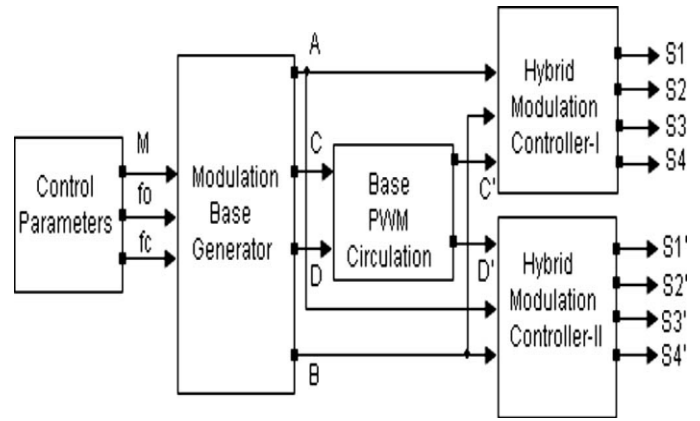 Control
Parameters
M
fo
fc
Modulation
Base
Generator
A
C
D
B
Base
PWM
Circulation
C'
D'
Hybrid
Modulation
Controller-I
S1
S2
S3
S4
Hybrid
Modulation
Controller-II
S1'
S2'
S3'
S4'